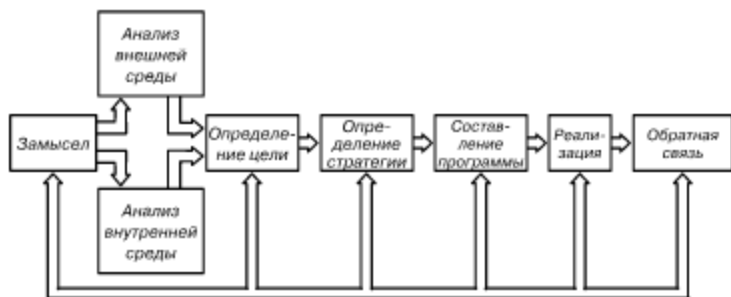 Анализ
внешней
среды
Замысел
Определе-
ние цели
Опре-
деление
стратегии
Состав-
ление
программы
Реали-
зация
Обратная
связь
Анализ
внутренней
среды